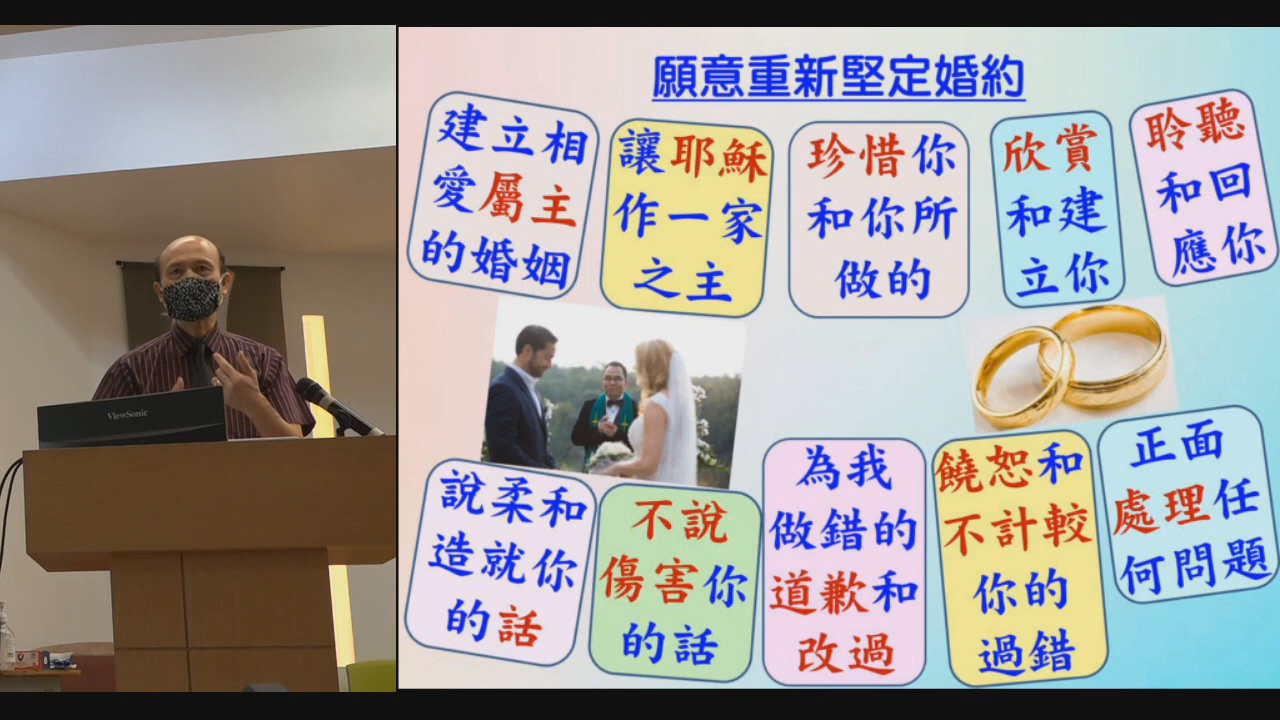 願意重新堅定婚約
建立相
愛屬主
的婚姻
讓耶穌
作一家
之主
珍惜你
和你所
做的
欣賞
和建
立你
聆聽
和回
應你
說柔和
造就你
的話
不說
傷害你
的話
為我
做錯的
道歉和
改過
饒恕和
不計較
你的
過錯
正面
處理任
何問題
ViewSonic